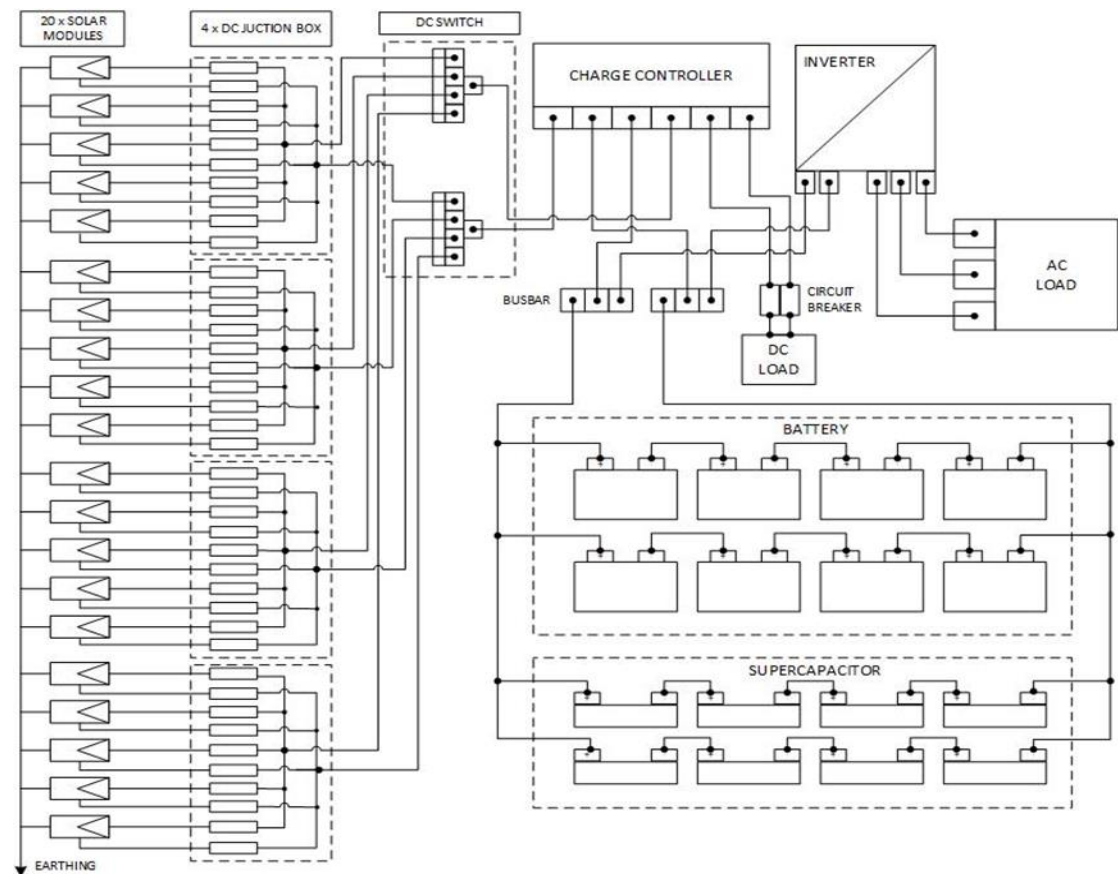 20 x SOLAR
MODULES
4 x DC JUCTION BOX
DC SWITCH
CHARGE CONTROLLER
INVERTER
AC
LOAD
BUSBAR
CIRCUIT
BREAKER
DC
LOAD
BATTERY
+ + + +
+ + + +
SUPERCAPACITOR
+ + + +
+ + + +
EARTHING